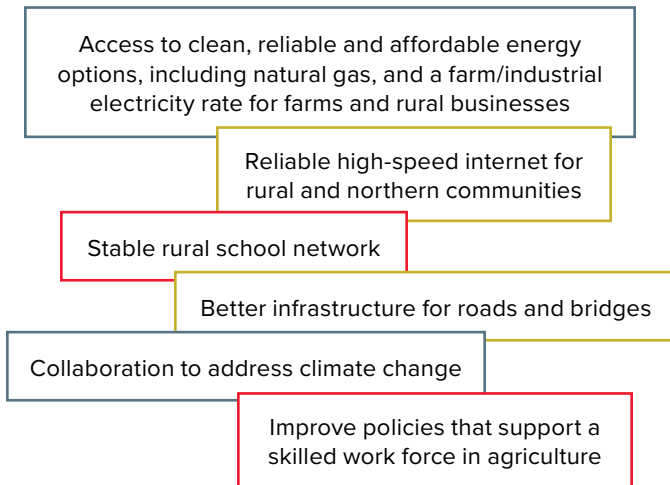 Access to clean, reliable and affordable energy
options, including natural gas, and a farm/industrial
electricity rate for farms and rural businesses
Reliable high-speed internet for
rural and northern communities
Stable rural school network
Better infrastructure for roads and bridges
Collaboration to address climate change
Improve policies that support a
skilled work force in agriculture